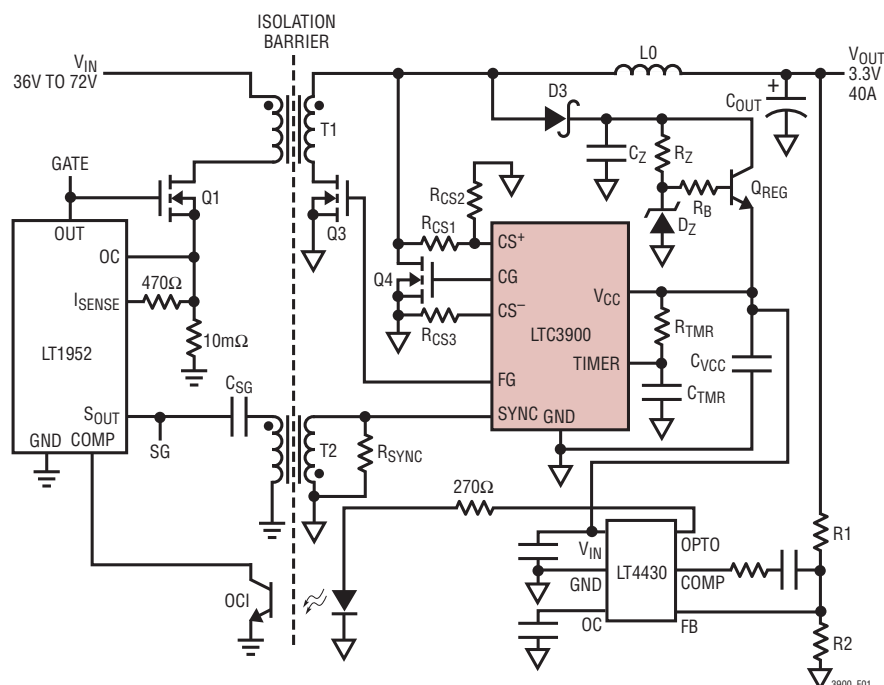 ISOLATION
BARRIER
VIN
36V TO 72V
T1
L0
VOUT
3.3V
40A
COUT
+
D3
CZ
RZ
QREG
RB
DZ
GATE
Q1
Q3
RCS2
RCS1
Q4
RCS3
OUT
OC
ISENSE
470Ω
10mΩ
LT1952
SOUT
GND
COMP
SG
CSG
T2
RSYNC
CS+
CG
CS−
LTC3900
FG
SYNC
GND
VCC
TIMER
RTMR
CTMR
CVCC
270Ω
VIN
OPTO
GND
LT4430
COMP
OC
FB
R1
R2
OCI
3900 F01